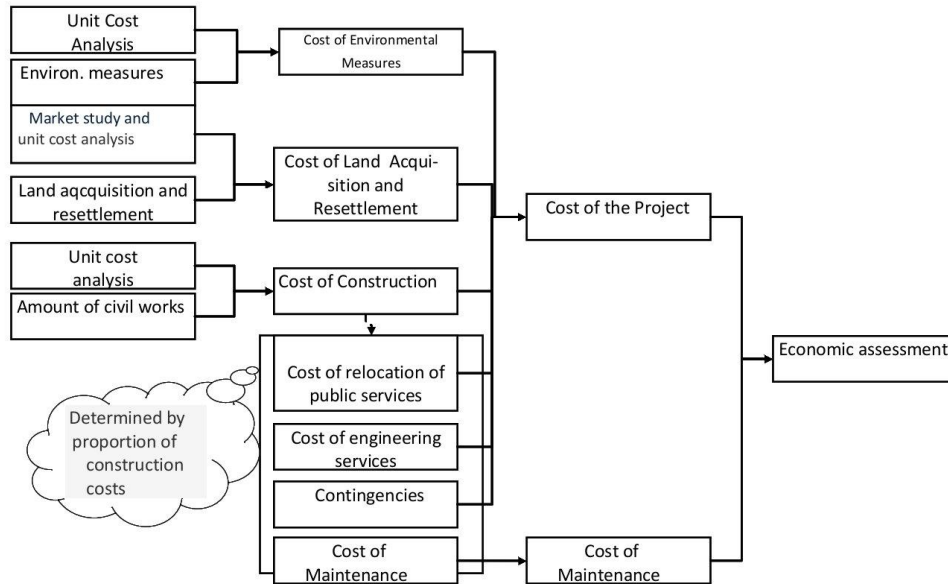 Unit Cost
Analysis
Environ. measures
Market study and
unit cost analysis
Land aqcquisition and
resettlement
Unit cost
analysis
Amount of civil works
Cost of Environmental
Measures
Cost of Land Acqui-
sition and
Resettlement
Cost of Construction
Cost of relocation of
public services
Cost of engineering
services
Contingencies
Cost of
Maintenance
Determined by
proportion of
construction
costs
Cost of the Project
Cost of
Maintenance
Economic assessment